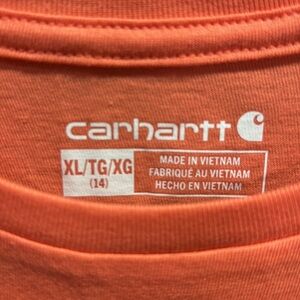 carhartt
XL/TG/XG
(14)
MADE IN VIETNAM
FABRIQUÉ AU VIETNAM
HECHO EN VIETNAM